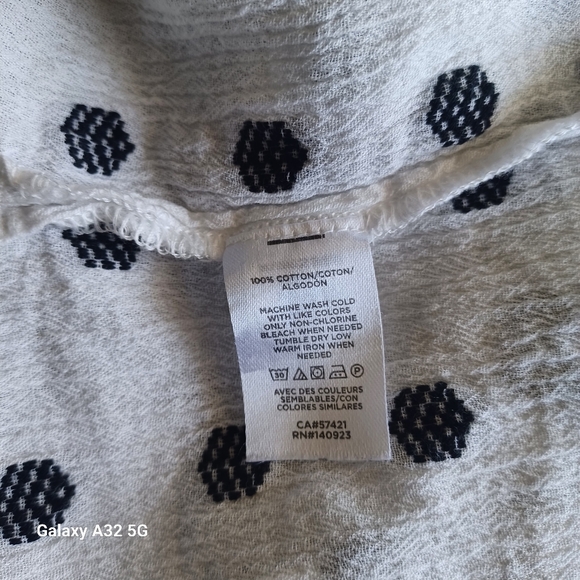 100% COTTON/COTON/
ALGODÓN
MACHINE WASH COLD
WITH LIKE COLORS
ONLY NON-CHLORINE
BLEACH WHEN NEEDED
TUMBLE DRY LOW
WARM IRON WHEN
NEEDED
30 P
AVEC DES COULEURS
SEMBLABLES/CON
COLORES SIMILARES
CA#57421
RN#140923
Galaxy A32 5G